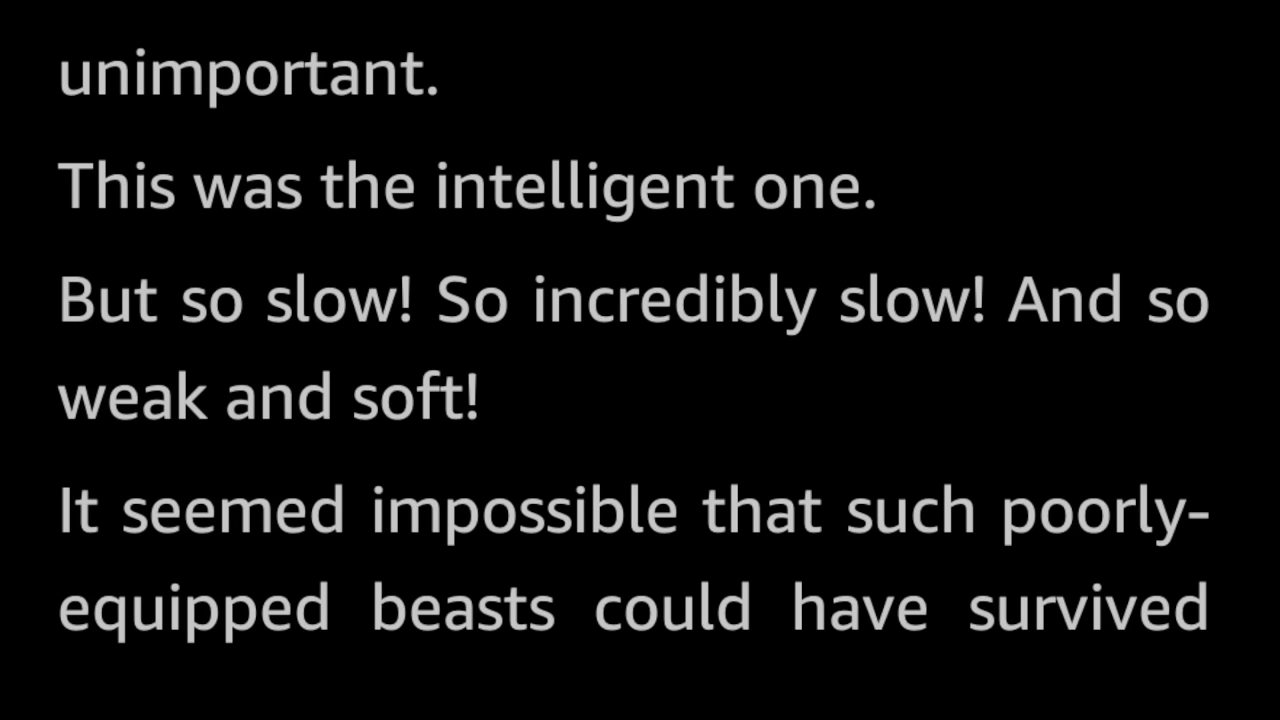 unimportant.
This was the intelligent one.
But so slow! So incredibly slow! And so
weak and soft!
It seemed impossible that such poorly-
equipped beasts could have survived